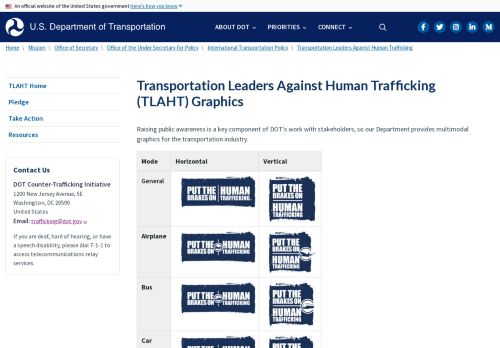 An official website of the United States government Here's how you know
U.S. Department of Transportation
ABOUT DOT
PRIORITIES
CONNECT
Home
Mission
Office of Secretary
Office of the Under Secretary for Policy
International Transportation Policy
Transportation Leaders Against Human Trafficking
TLAHT Home
Pledge
Take Action
Resources
Contact Us
DOT Counter-Trafficking Initiative
1200 New Jersey Avenue, SE
Washington, DC 20590
United States
Email: trafficking@dot.gov
If you are deaf, hard of hearing, or have
a speech disability, please dial 7-1-1 to
access telecommunications relay
services.
Transportation Leaders Against Human Trafficking
(TLAHT) Graphics
Raising public awareness is a key component of DOT's work with stakeholders, so our Department provides multimodal
graphics for the transportation industry.
Mode Horizontal Vertical
General
PUT THE HUMAN
BRAKES ON TRAFFICKING
PUT THE
BRAKES ON
HUMAN
TRAFFICKING
Airplane
PUT THE HUMAN
BRAKES ON TRAFFICKING
PUT THE
BRAKES ON
HUMAN
TRAFFICKING
Bus
PUT THE HUMAN
BRAKES ON TRAFFICKING
PUT THE
BRAKES ON
HUMAN
TRAFFICKING
Car
PUT THE HUMAN
PUT THE